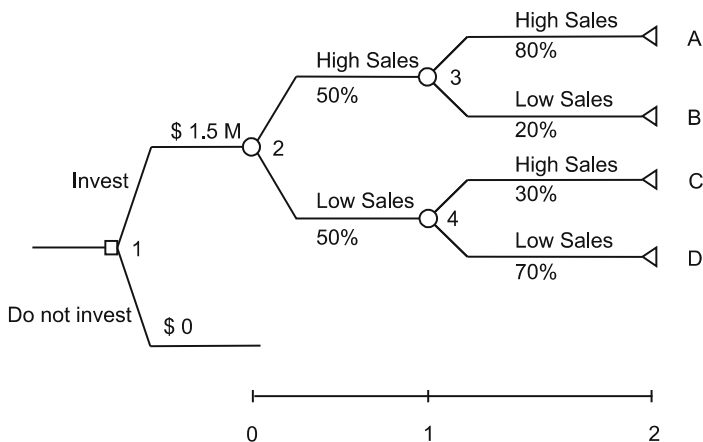 High Sales
80%
A
High Sales
50%
3
Low Sales
20%
B
$ 1.5 M
2
Invest
High Sales
30%
C
Low Sales
50%
4
Low Sales
70%
D
1
Do not invest
$ 0
0 1 2